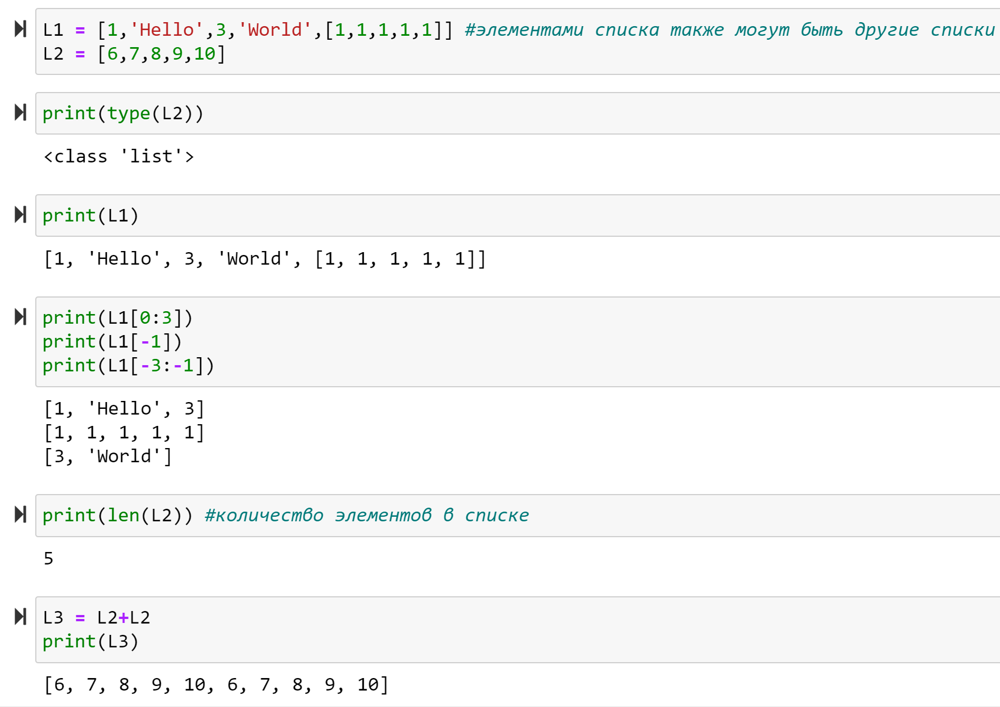 L1 = [1,'Hello',3,'World',[1,1,1,1,1]] #элементами списка также могут быть другие списки
L2 = [6,7,8,9,10]
print(type(L2))
<class 'list'>
print(L1)
[1, 'Hello', 3, 'World', [1, 1, 1, 1, 1]]
print(L1[0:3])
print(L1[-1])
print(L1[-3:-1])
[1, 'Hello', 3]
[1, 1, 1, 1, 1]
[3, 'World']
print(len(L2)) #количество элементов в списке
5
L3 = L2+L2
print(L3)
[6, 7, 8, 9, 10, 6, 7, 8, 9, 10]